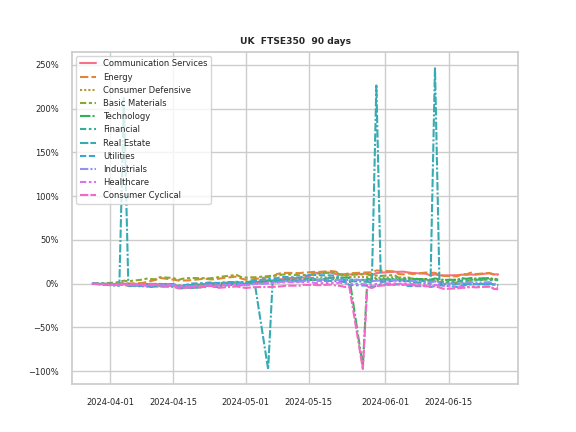 UK FTSE350 90 days
250%
200%
150%
100%
50%
0%
−50%
−100%
Communication Services
Energy
Consumer Defensive
Basic Materials
Technology
Financial
Real Estate
Utilities
Industrials
Healthcare
Consumer Cyclical
2024-04-01 2024-04-15 2024-05-01 2024-05-15 2024-06-01 2024-06-15